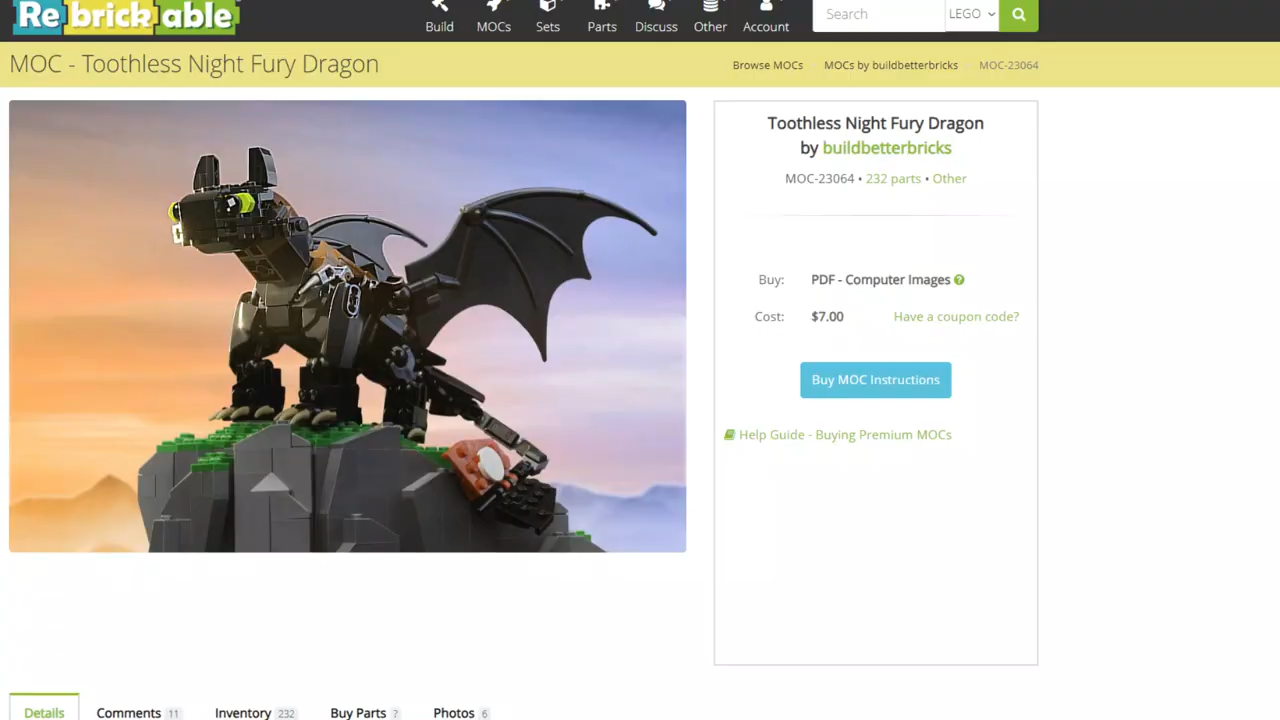 Rebrickable
Build MOCs Sets Parts Discuss Other Account
Search LEGO
MOC - Toothless Night Fury Dragon
Browse MOCs MOCs by buildbetterbricks MOC-23064
Toothless Night Fury Dragon
by buildbetterbricks
MOC-23064 • 232 parts • Other
Buy: PDF - Computer Images
Cost: $7.00 Have a coupon code?
Buy MOC Instructions
Help Guide - Buying Premium MOCs
Details Comments 11 Inventory 232 Buy Parts ? Photos 6